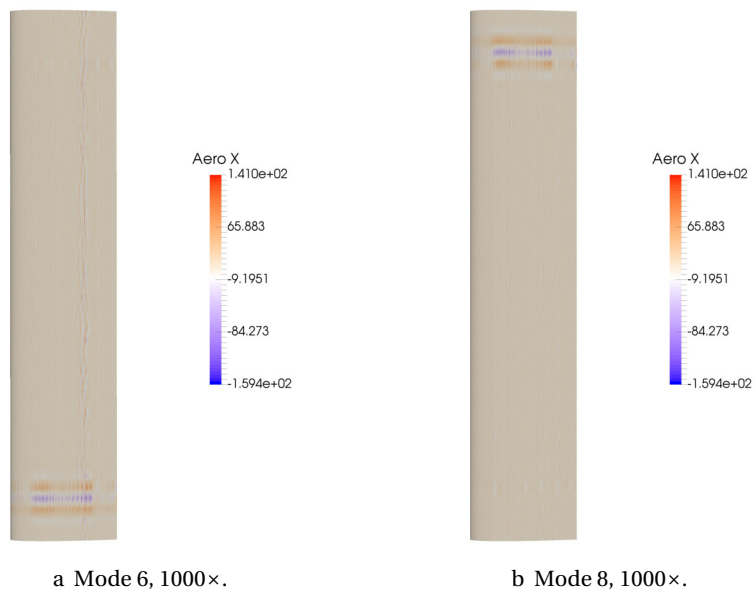 Aero X
1.410e+02
65.883
-9.1951
-84.273
-1.594e+02
Aero X
1.410e+02
65.883
-9.1951
-84.273
-1.594e+02
a Mode 6, 1000×.
b Mode 8, 1000×.